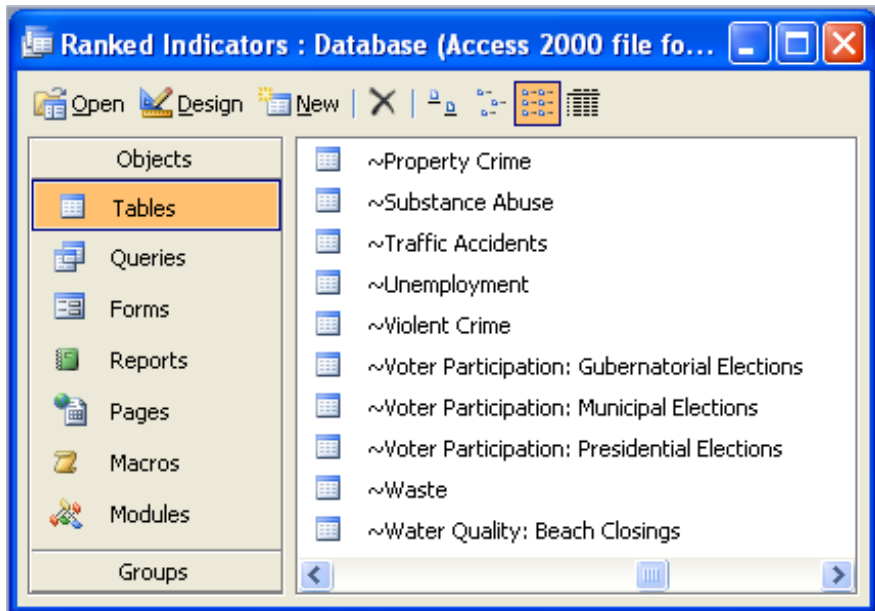 Ranked Indicators : Database (Access 2000 file fo...
Open Design New
Objects
Tables
Queries
Forms
Reports
Pages
Macros
Modules
Groups
~Property Crime
~Substance Abuse
~Traffic Accidents
~Unemployment
~Violent Crime
~Voter Participation: Gubernatorial Elections
~Voter Participation: Municipal Elections
~Voter Participation: Presidential Elections
~Waste
~Water Quality: Beach Closings